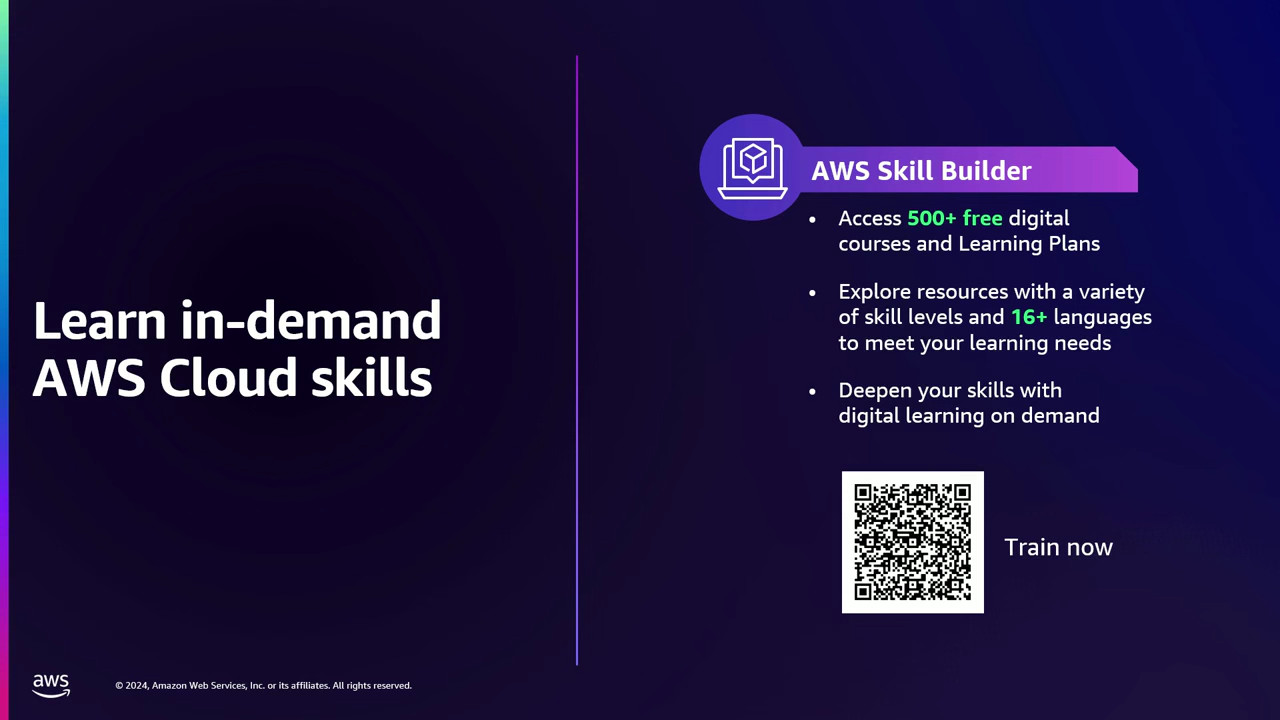 Learn in-demand
AWS Cloud skills
AWS Skill Builder
• Access 500+ free digital
courses and Learning Plans
• Explore resources with a variety
of skill levels and 16+ languages
to meet your learning needs
• Deepen your skills with
digital learning on demand
Train now
aws
© 2024, Amazon Web Services, Inc. or its affiliates. All rights reserved.